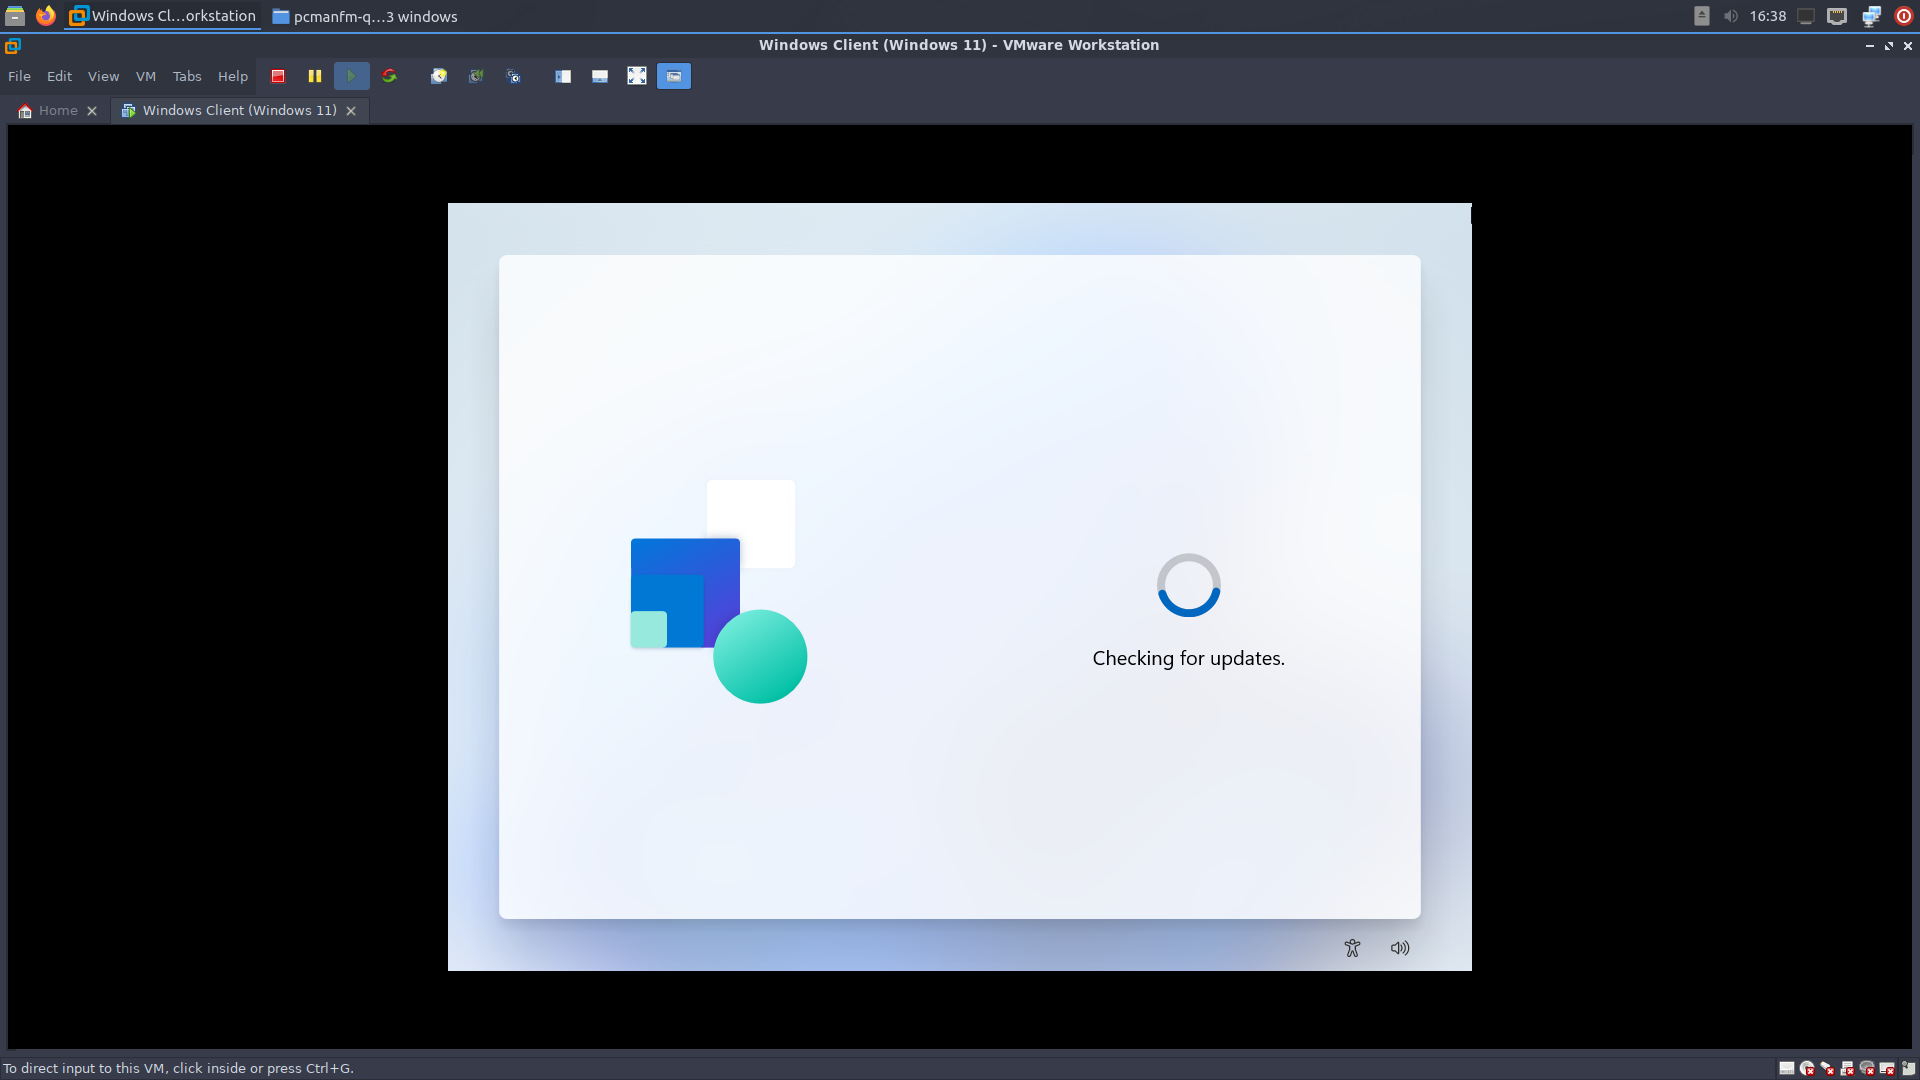 Windows Cl...orkstation
pcmanfm-q...3 windows
16:38
Windows Client (Windows 11) - VMware Workstation
File Edit View VM Tabs Help
Home
Windows Client (Windows 11)
Checking for updates.
To direct input to this VM, click inside or press Ctrl+G.